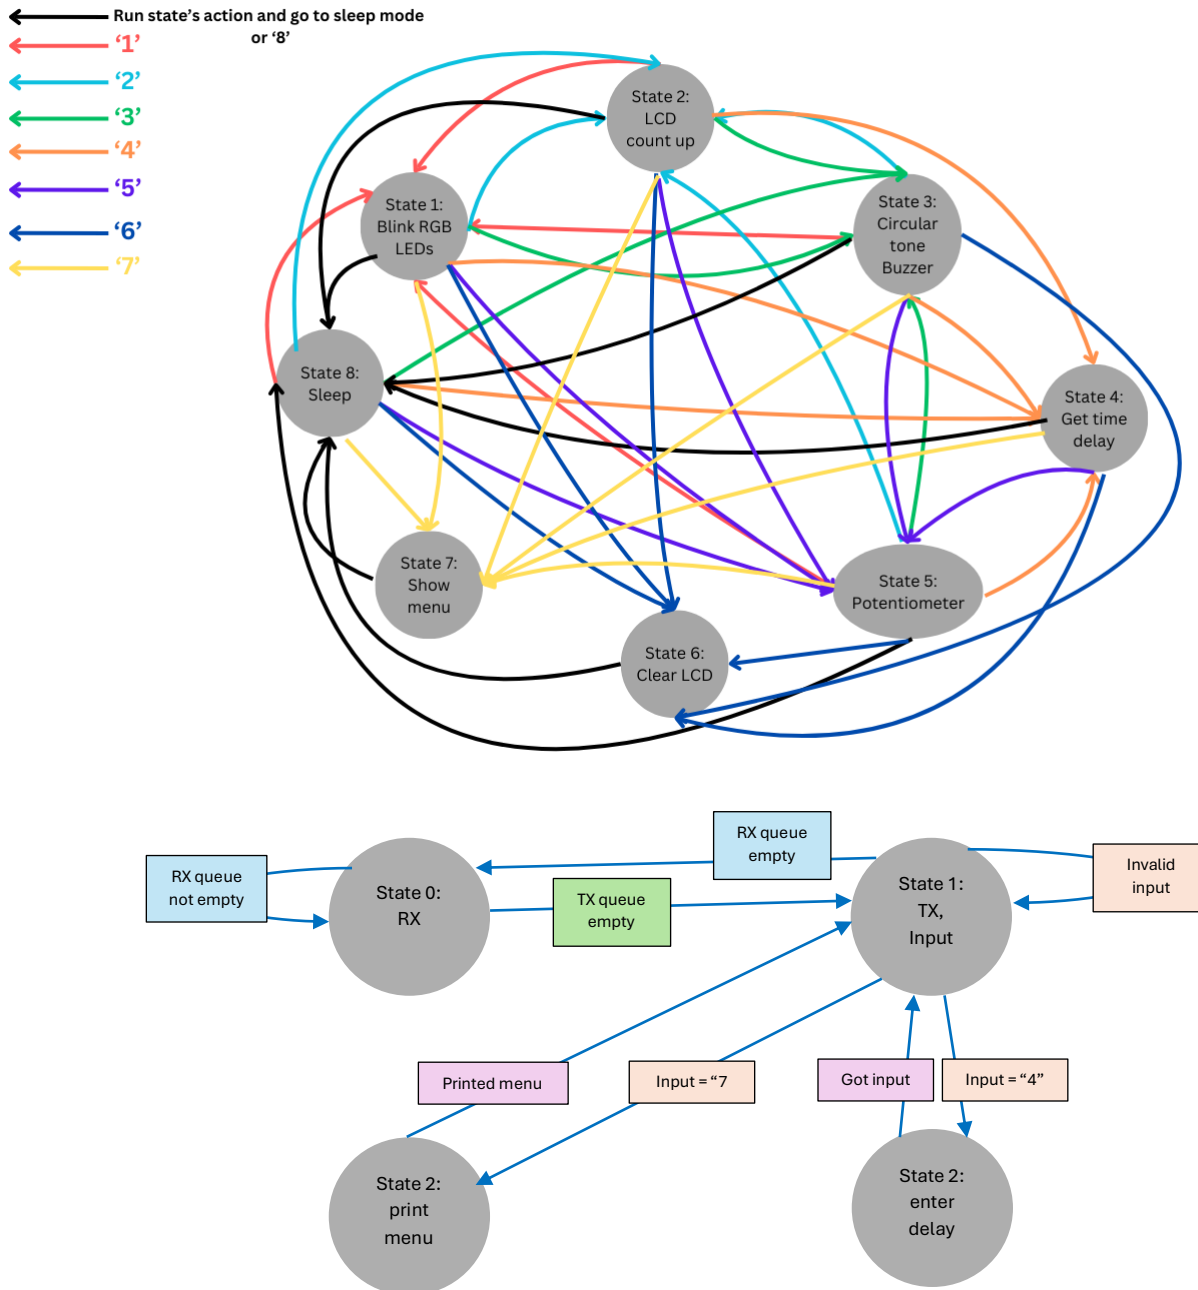 Run state's action and go to sleep mode
or ‘8’
‘1’
‘2’
‘3’
‘4’
‘5’
‘6’
‘7’
State 2:
LCD
count up
State 1:
Blink RGB
LEDs
State 3:
Circular
tone
Buzzer
State 8:
Sleep
State 4:
Get time
delay
State 7:
Show
menu
State 5:
Potentiometer
State 6:
Clear LCD
RX queue
empty
Invalid
input
RX queue
not empty
State 0:
RX
TX queue
empty
State 1:
TX,
Input
Printed menu
Input = “7
Got input
Input = “4”
State 2:
print
menu
State 2:
enter
delay